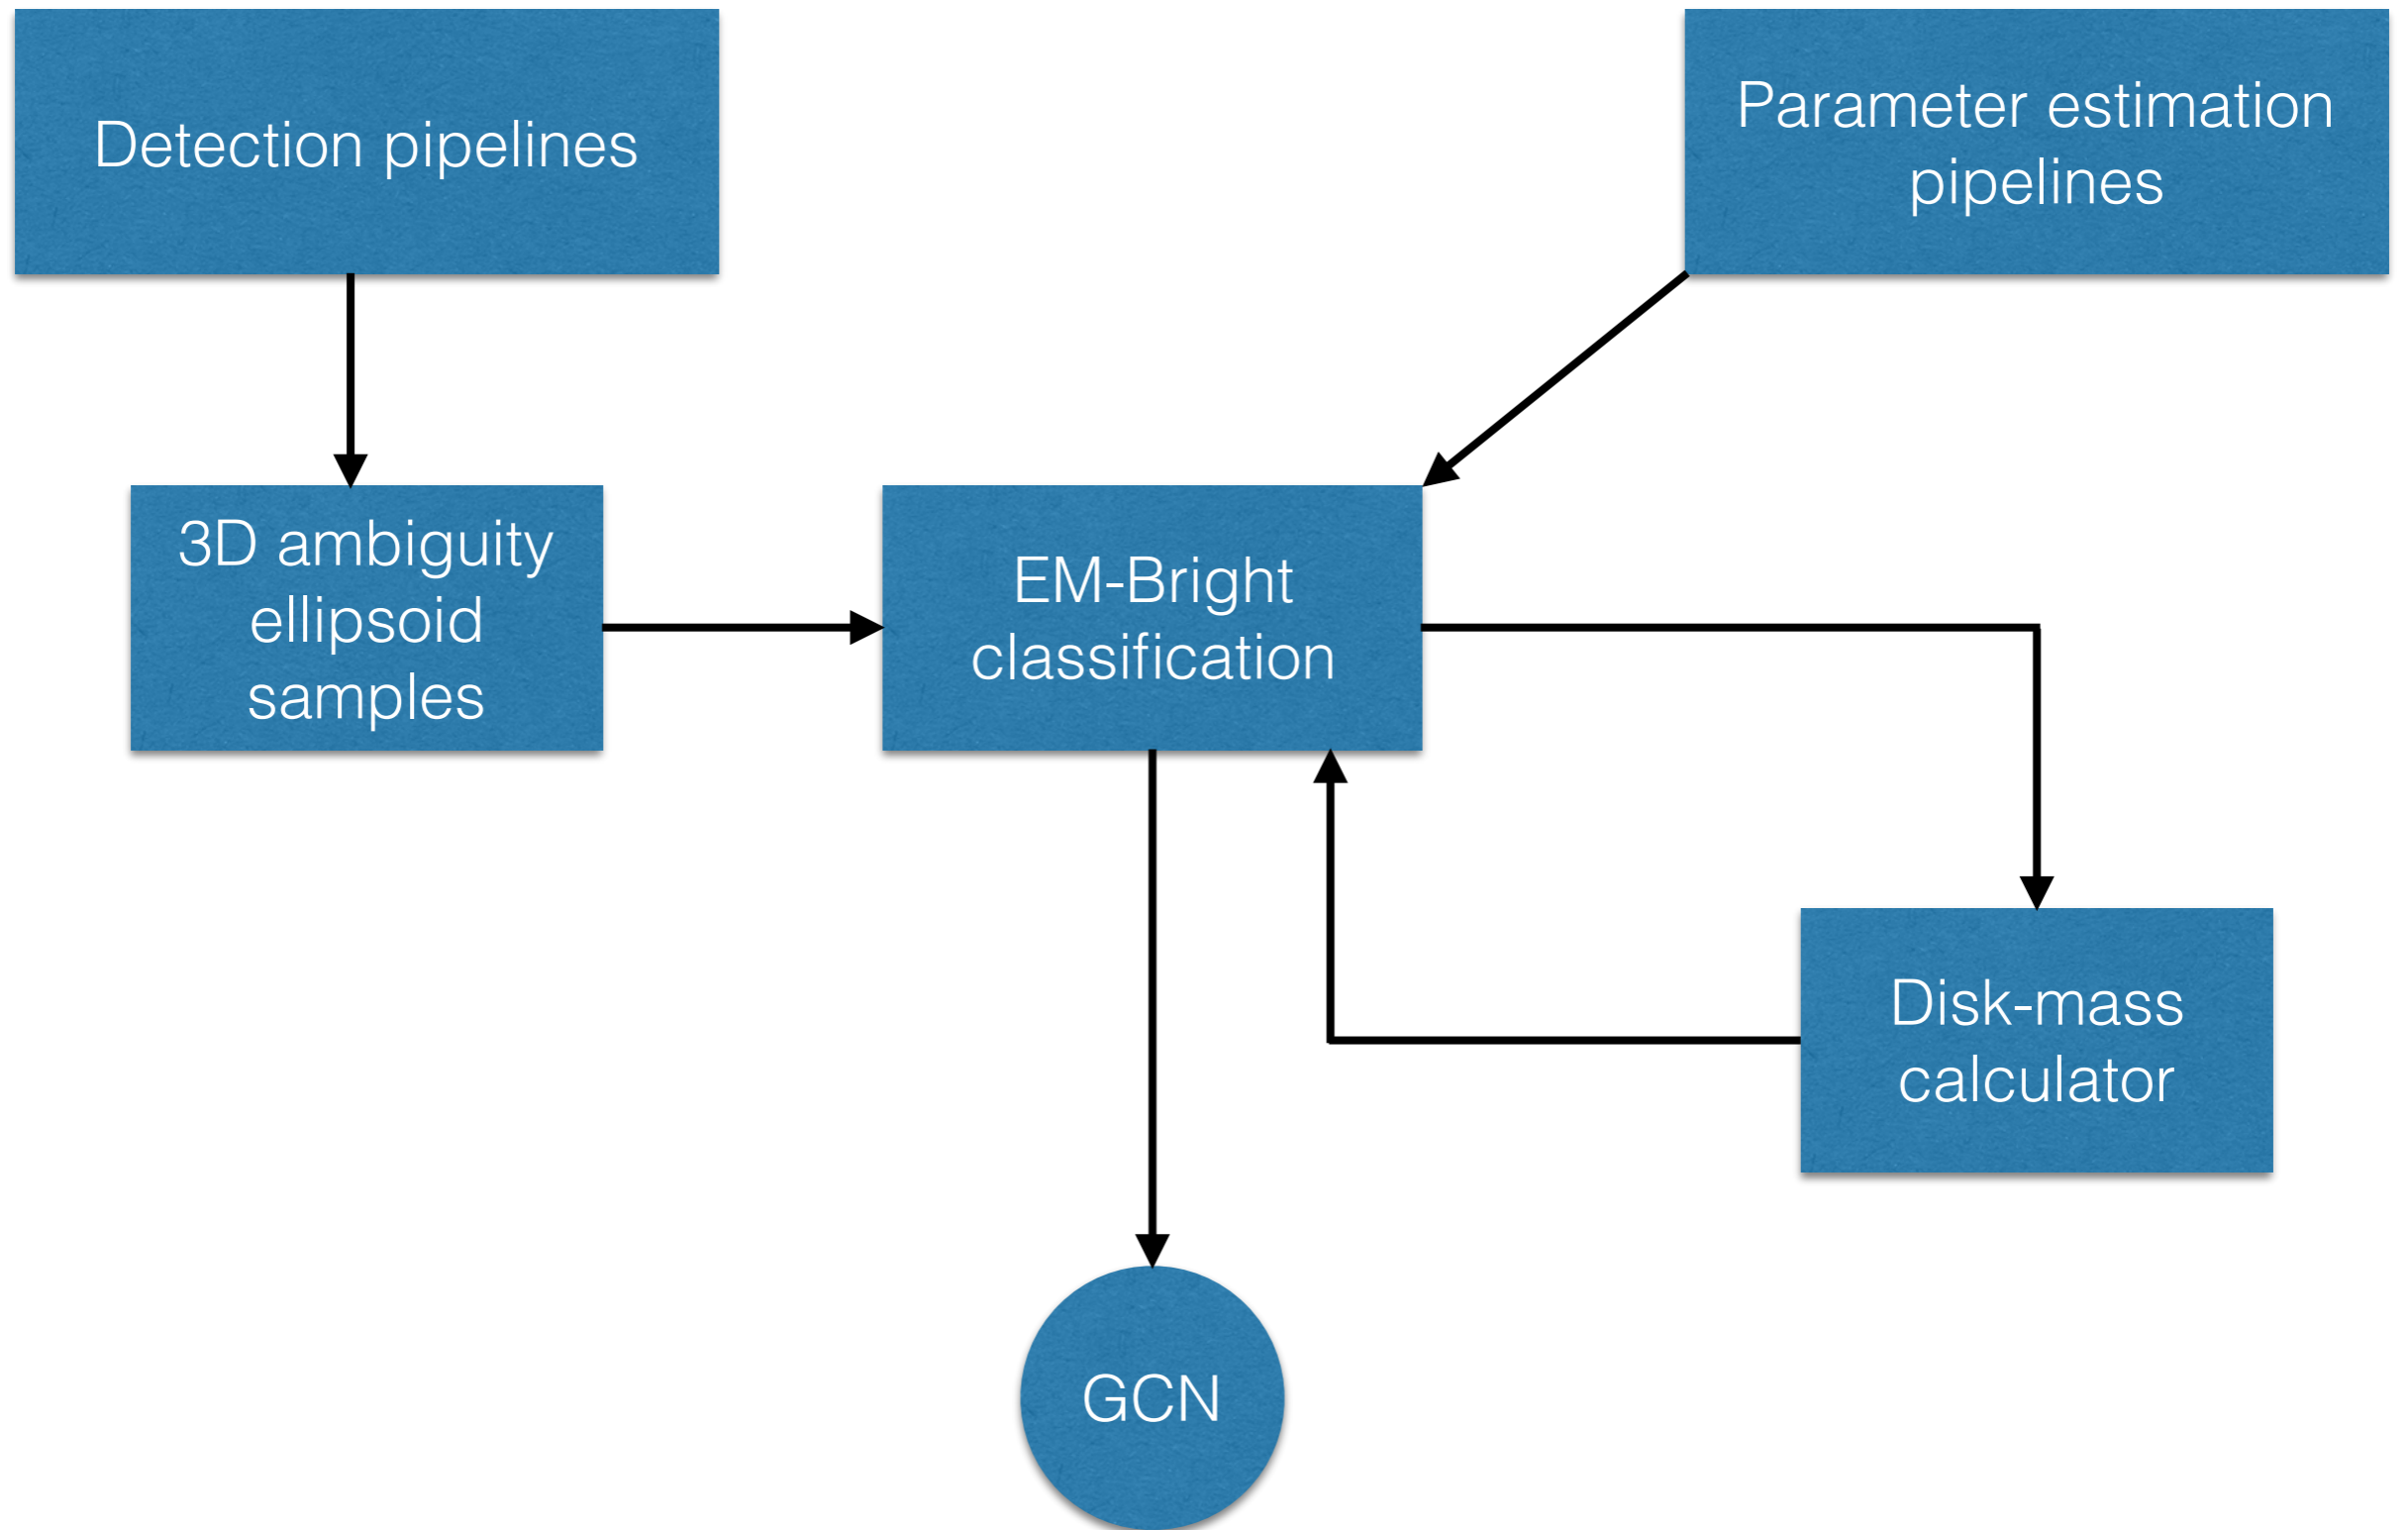 Detection pipelines
Parameter estimation
pipelines
3D ambiguity
ellipsoid
samples
EM-Bright
classification
Disk-mass
calculator
GCN